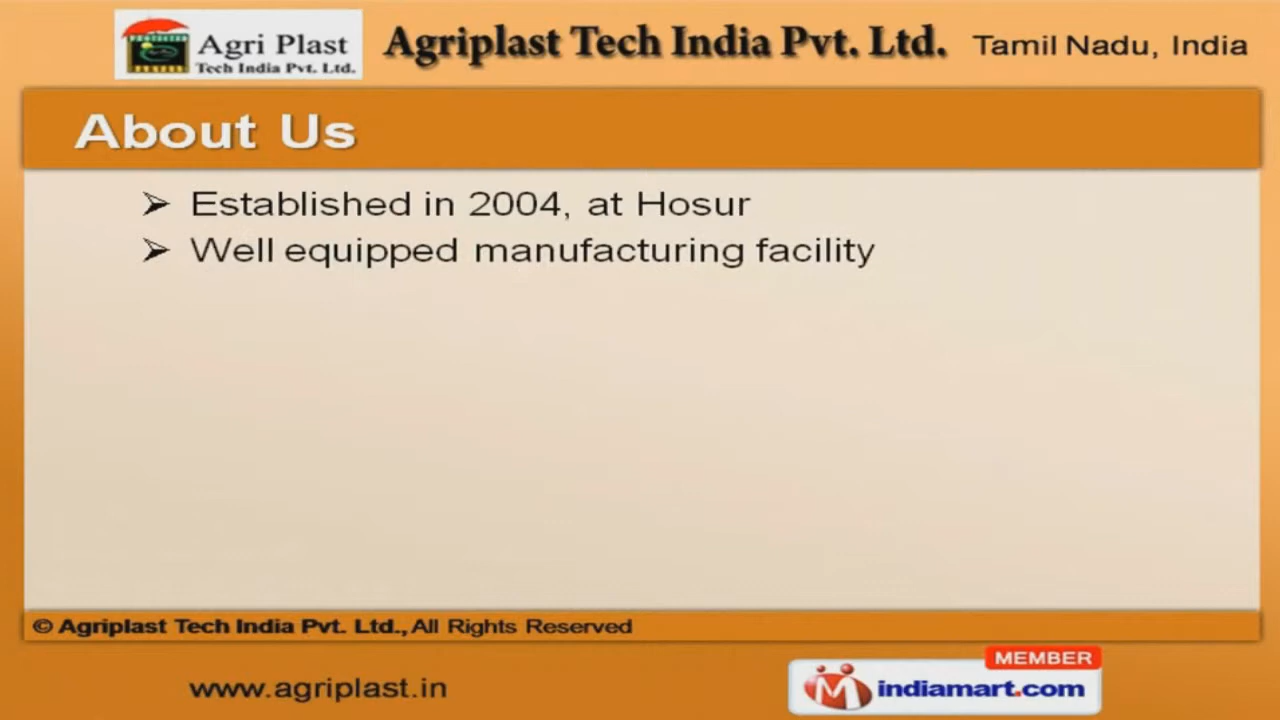 PROTECTED
Agri Plast
Tech India Pvt. Ltd.
Agriplast Tech India Pvt. Ltd.
Tamil Nadu, India
About Us
➢ Established in 2004, at Hosur
➢ Well equipped manufacturing facility
© Agriplast Tech India Pvt. Ltd., All Rights Reserved
www.agriplast.in
MEMBER
indiamart.com